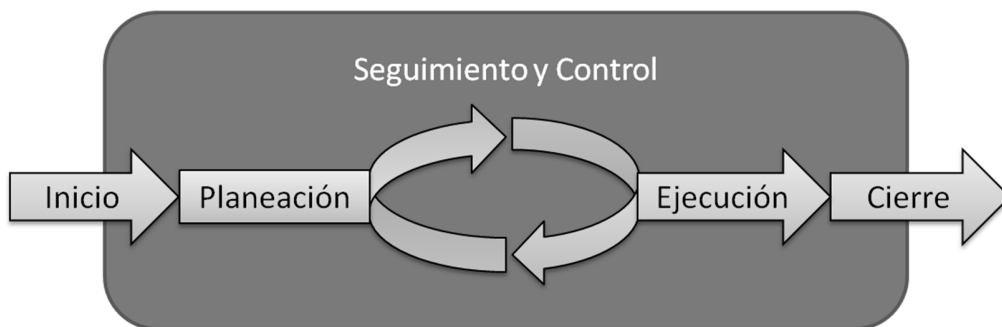 Seguimiento y Control
Inicio
Planeación
Ejecución
Cierre